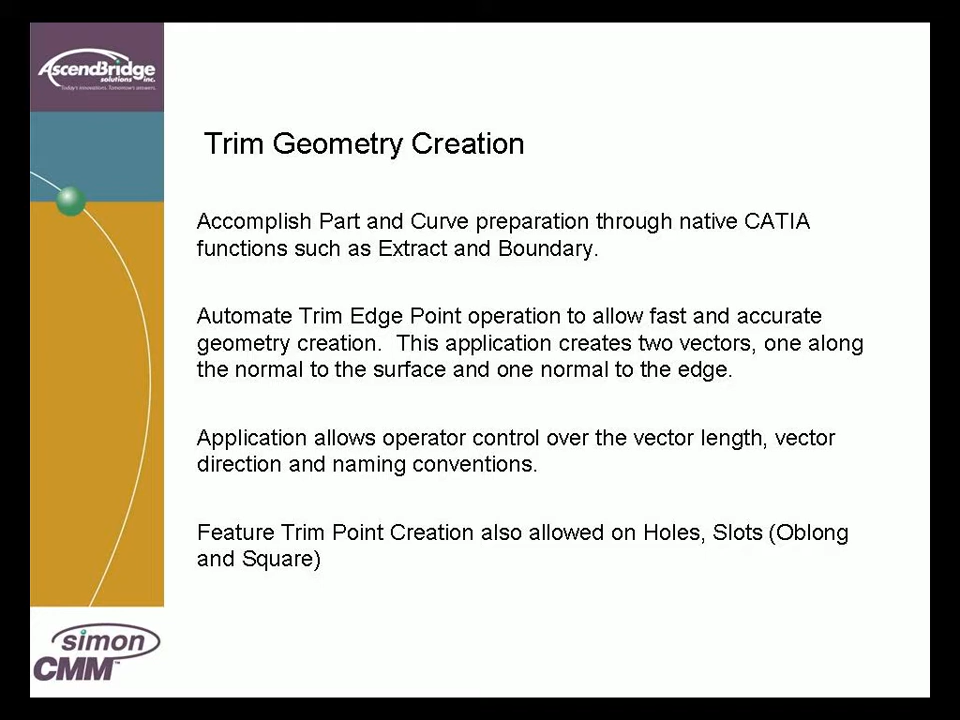 AscendBridge
solutions inc.
Today's innovations. Tomorrow's answers.
Trim Geometry Creation
Accomplish Part and Curve preparation through native CATIA
functions such as Extract and Boundary.
Automate Trim Edge Point operation to allow fast and accurate
geometry creation.  This application creates two vectors, one along
the normal to the surface and one normal to the edge.
Application allows operator control over the vector length, vector
direction and naming conventions.
Feature Trim Point Creation also allowed on Holes, Slots (Oblong
and Square)
simon
CMM™